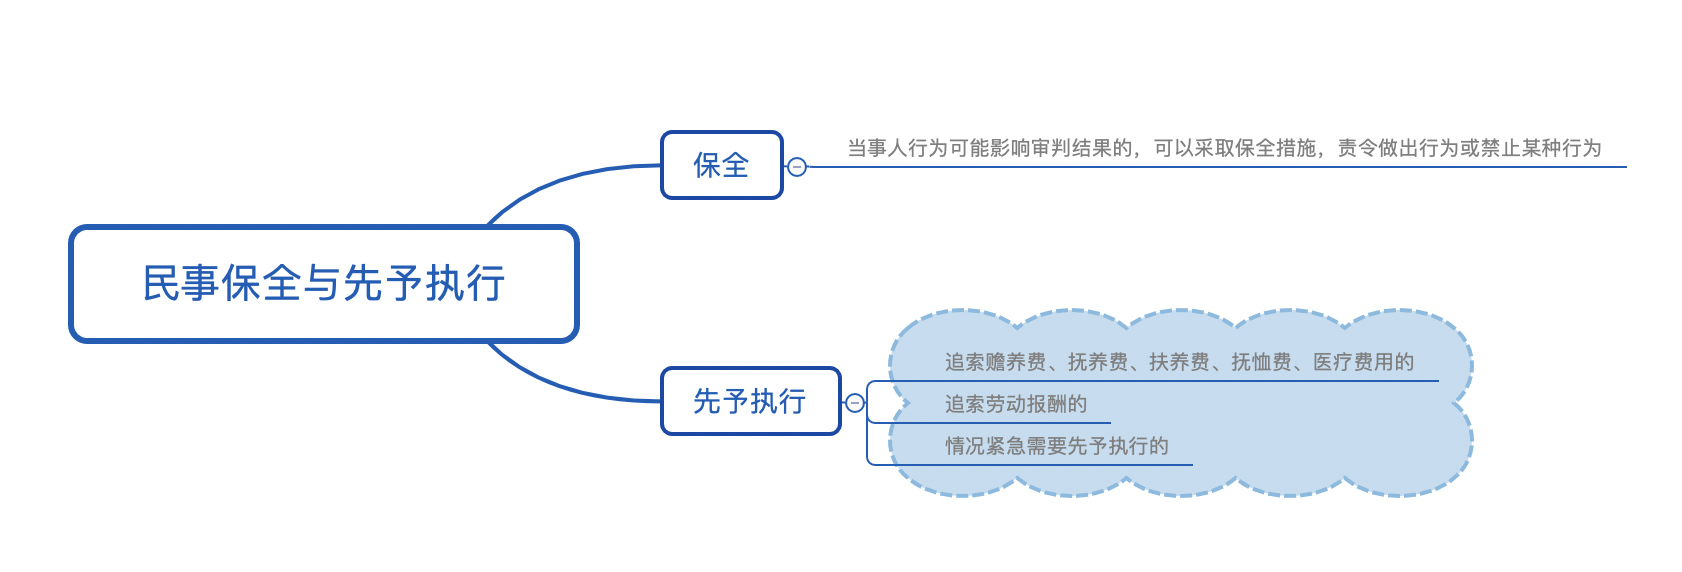 保全
当事人行为可能影响审判结果的，可以采取保全措施，责令做出行为或禁止某种行为
民事保全与先予执行
先予执行
追索赡养费、抚养费、扶养费、抚恤费、医疗费用的
追索劳动报酬的
情况紧急需要先予执行的